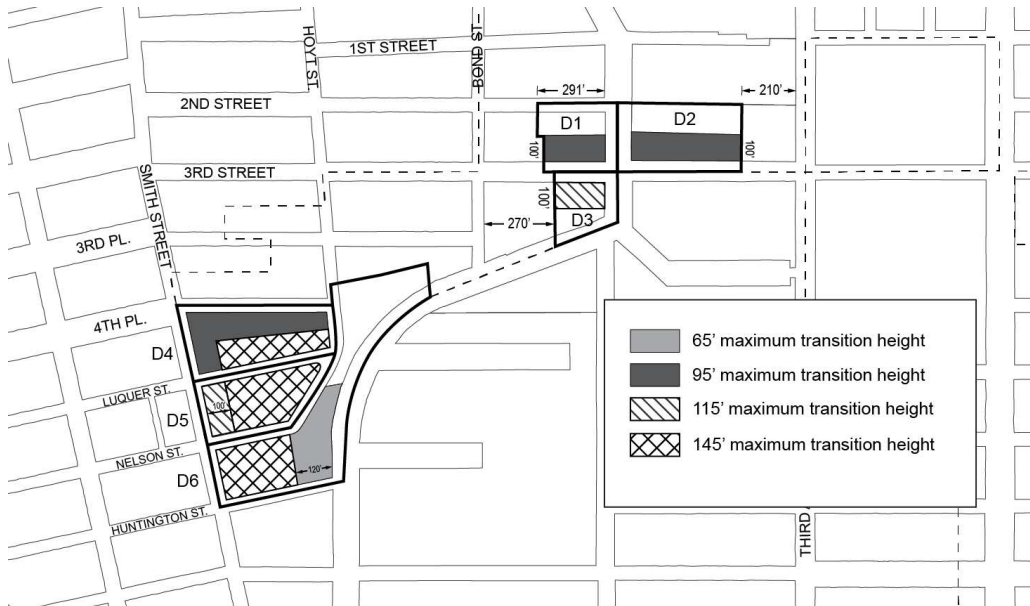 1ST STREET
HOYT ST.
BOND ST
2ND STREET
291'
210'
D1
D2
100'
100'
3RD STREET
SMITH STREET
100'
D3
270'
3RD PL.
4TH PL.
D4
LUQUER ST.
100'
D5
NELSON ST.
D6
120'
HUNTINGTON ST.
65' maximum transition height
95' maximum transition height
115' maximum transition height
145' maximum transition height
THIRD